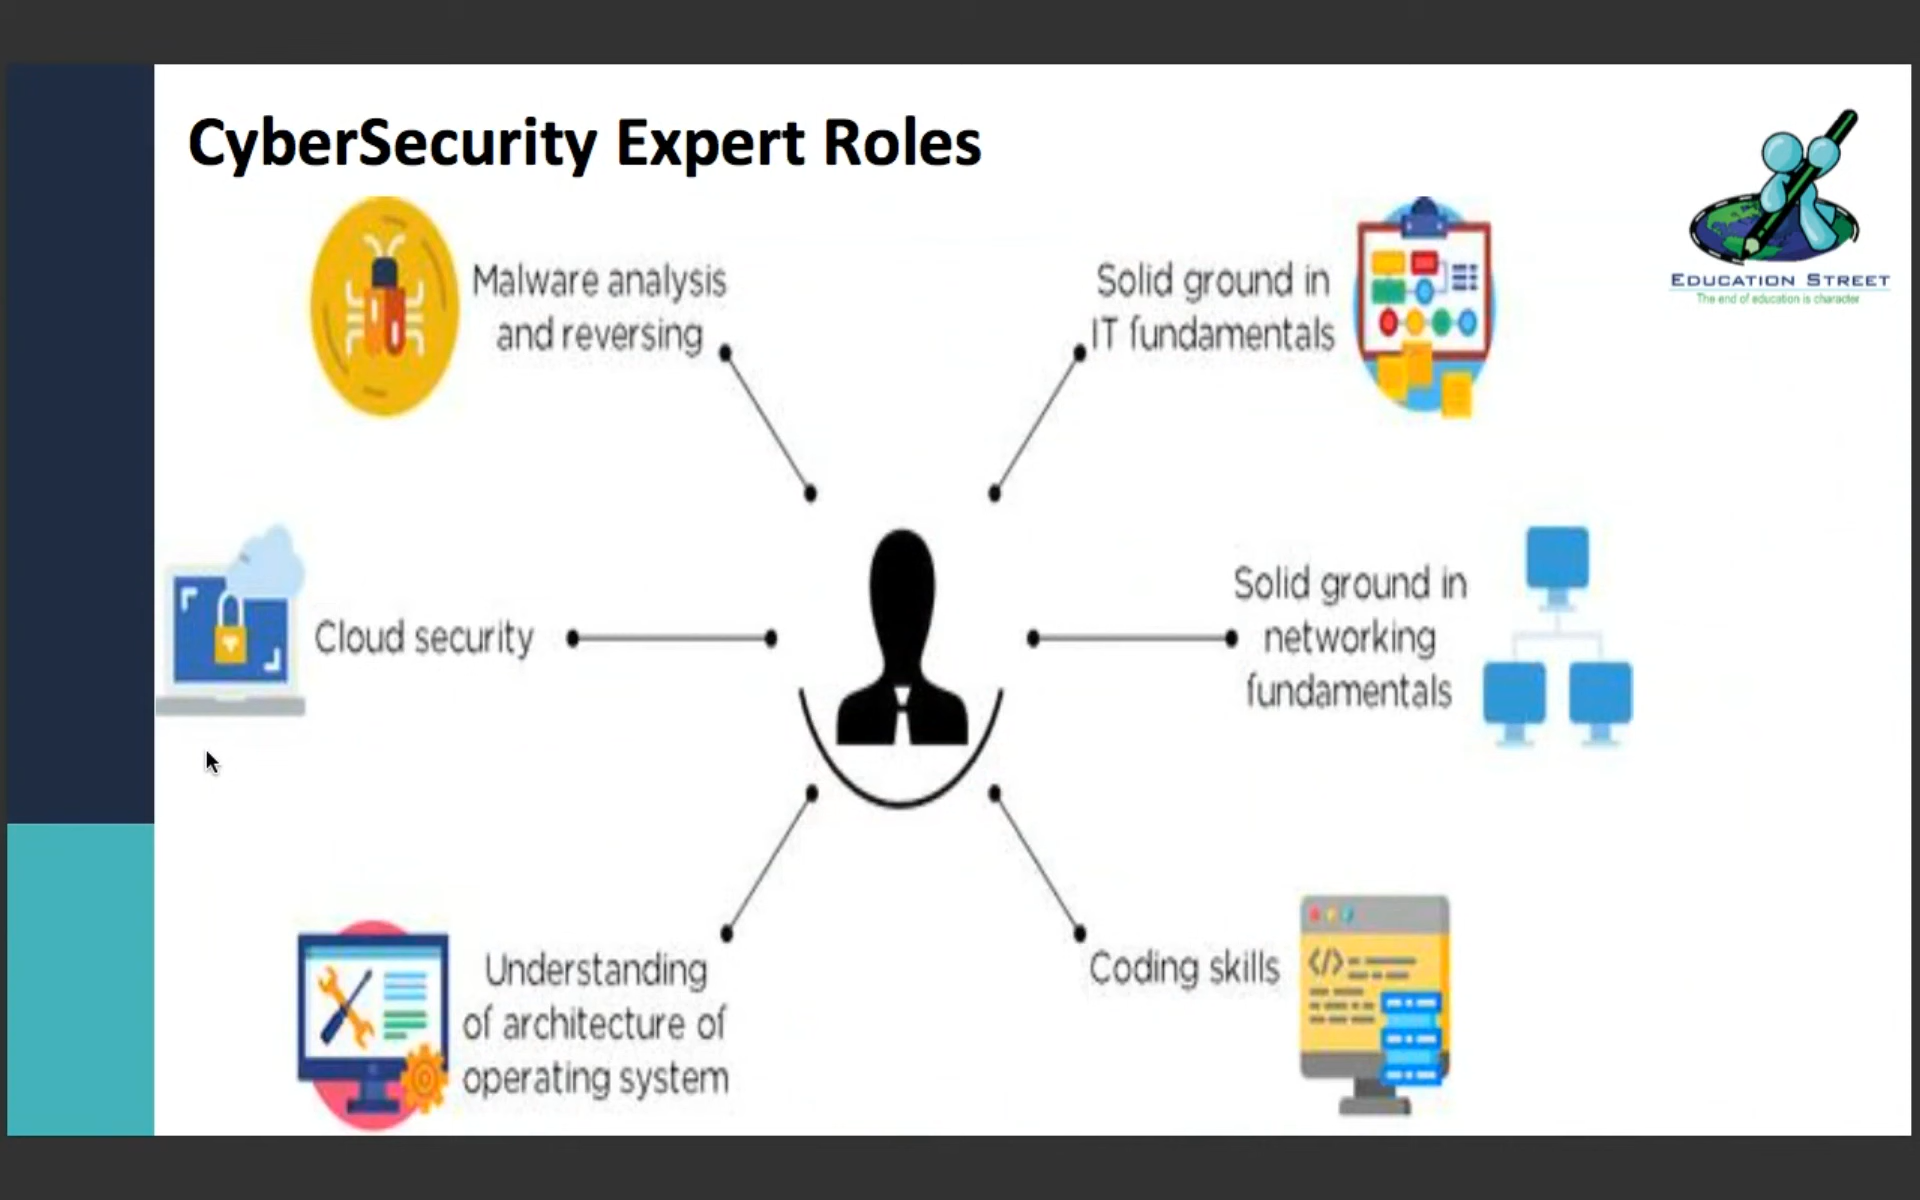 CyberSecurity Expert Roles
Malware analysis
and reversing
Solid ground in
IT fundamentals
EDUCATION STREET
The end of education is character
Cloud security
Solid ground in
networking
fundamentals
Understanding
of architecture of
operating system
Coding skills